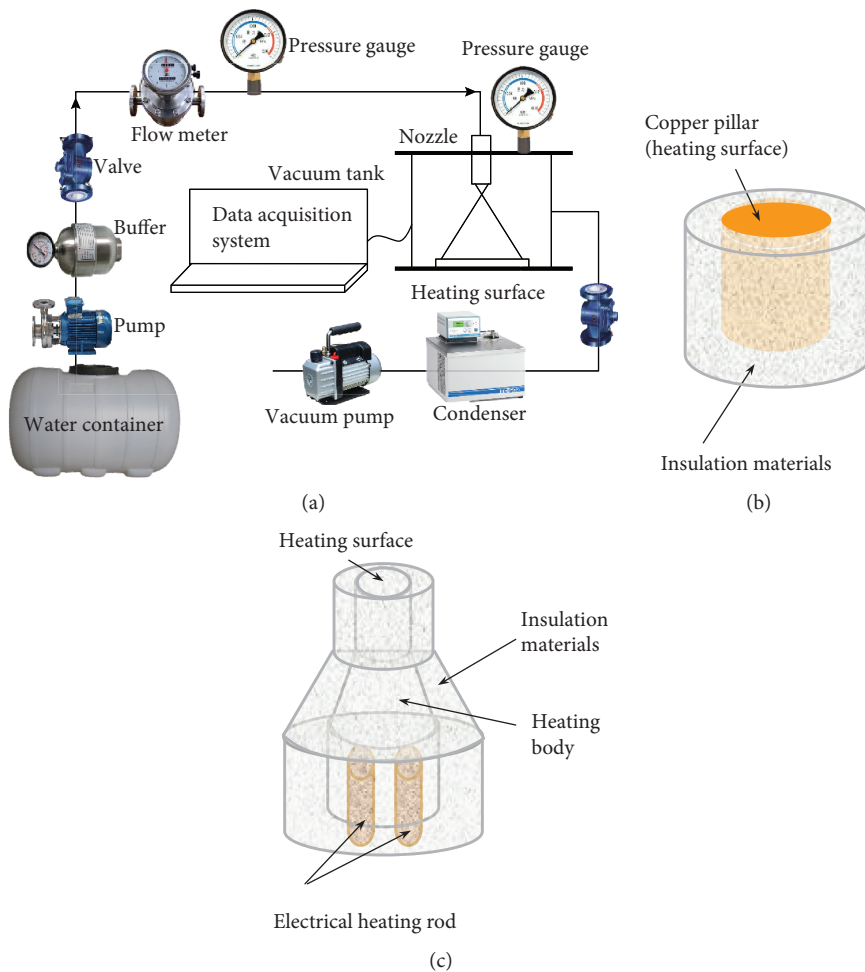 Pressure gauge
Pressure gauge
Flow meter
Nozzle
Valve
Vacuum tank
Data acquisition
system
Buffer
Heating surface
Pump
Water container
Vacuum pump
Condenser
(a)
Copper pillar
(heating surface)
Insulation materials
(b)
Heating surface
Insulation
materials
Heating
body
Electrical heating rod
(c)